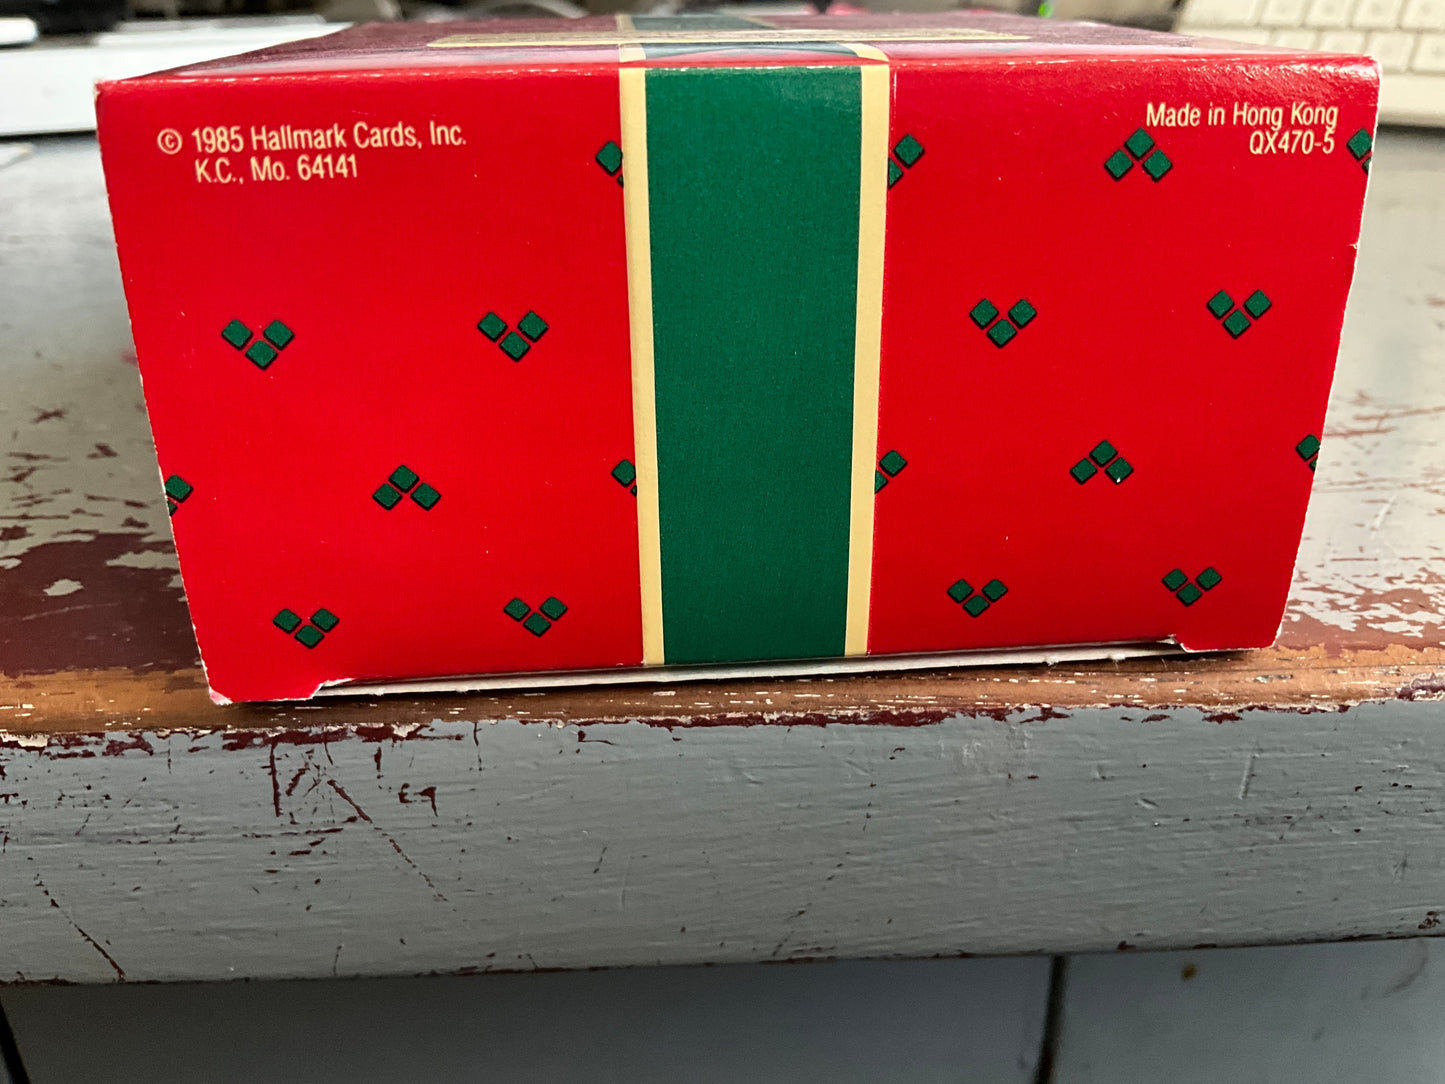 © 1985 Hallmark Cards, Inc.
K.C., Mo. 64141
Made in Hong Kong
QX470-5